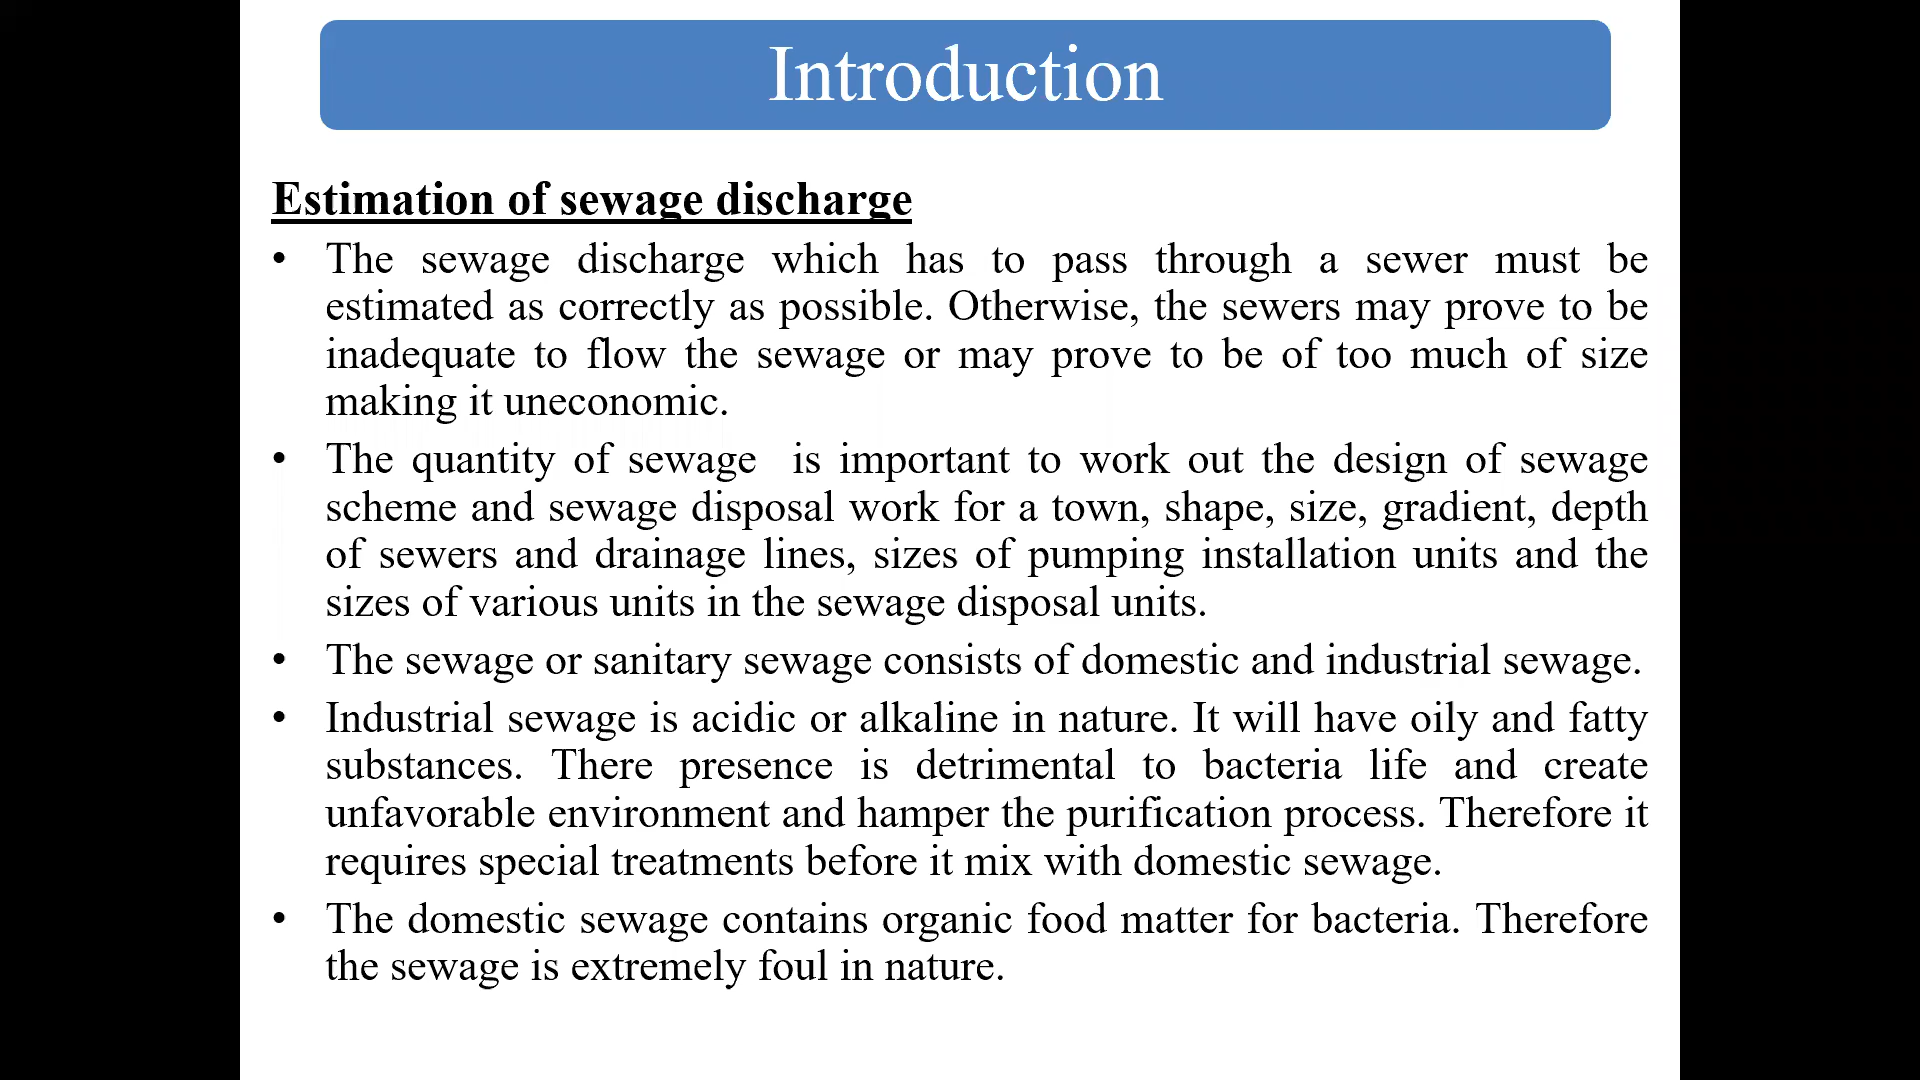 Introduction
Estimation of sewage discharge
• The sewage discharge which has to pass through a sewer must be
estimated as correctly as possible. Otherwise, the sewers may prove to be
inadequate to flow the sewage or may prove to be of too much of size
making it uneconomic.
• The quantity of sewage  is important to work out the design of sewage
scheme and sewage disposal work for a town, shape, size, gradient, depth
of sewers and drainage lines, sizes of pumping installation units and the
sizes of various units in the sewage disposal units.
• The sewage or sanitary sewage consists of domestic and industrial sewage.
• Industrial sewage is acidic or alkaline in nature. It will have oily and fatty
substances. There presence is detrimental to bacteria life and create
unfavorable environment and hamper the purification process. Therefore it
requires special treatments before it mix with domestic sewage.
• The domestic sewage contains organic food matter for bacteria. Therefore
the sewage is extremely foul in nature.